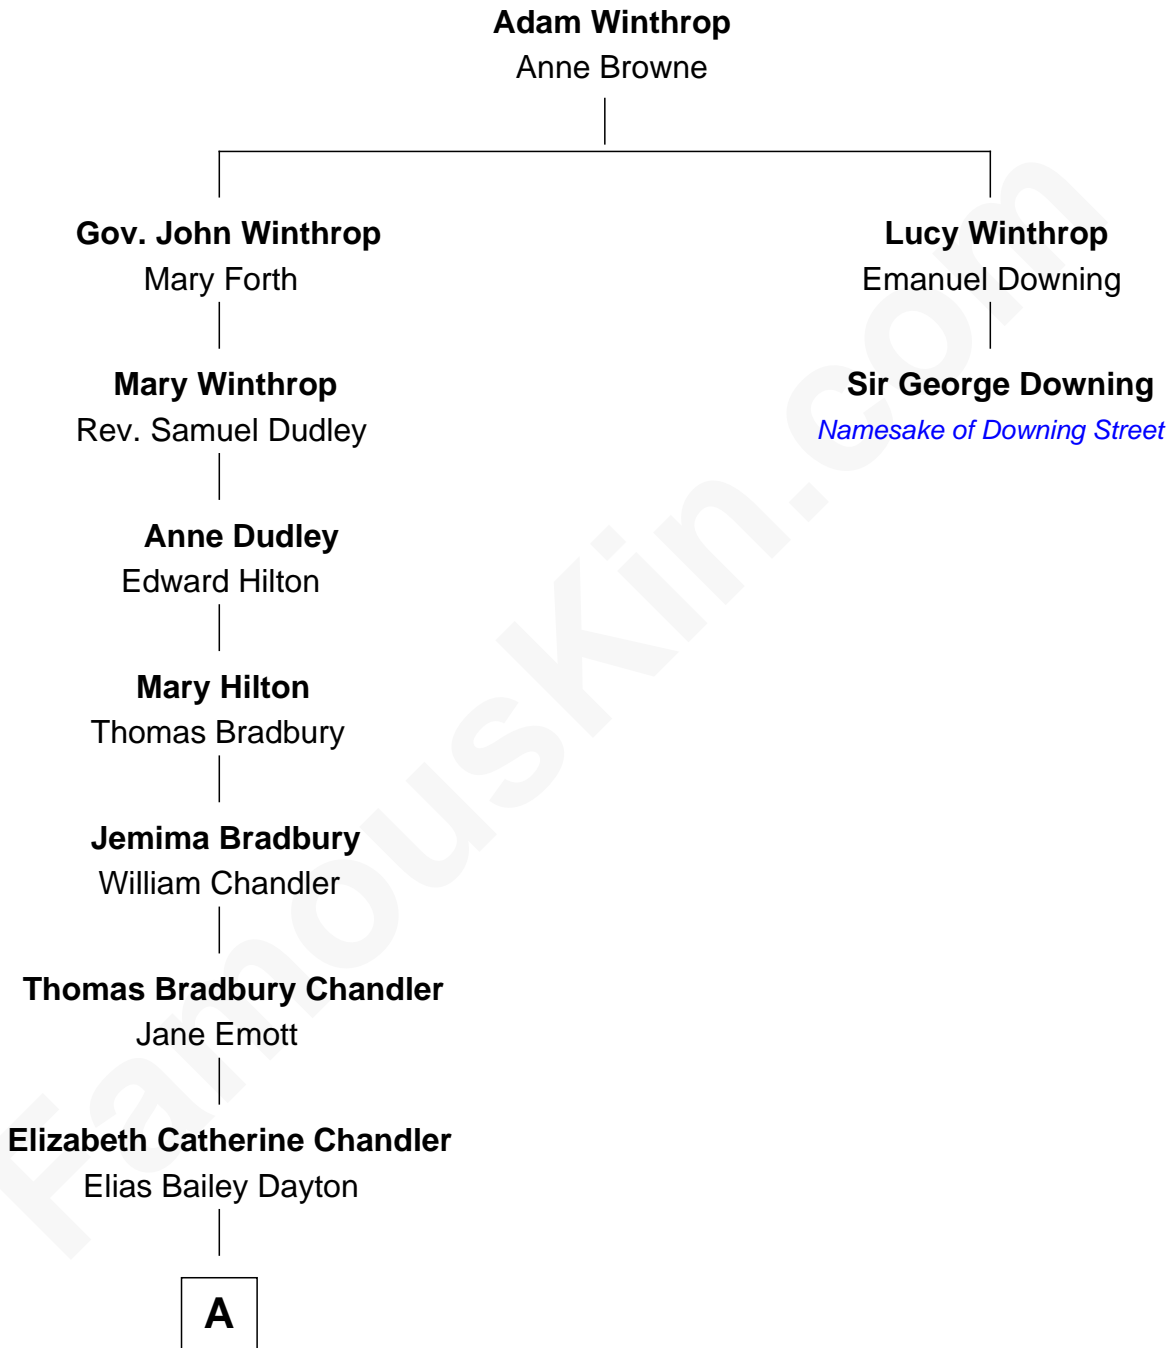 Adam Winthrop
Anne Browne
Gov. John Winthrop
Mary Forth
Lucy Winthrop
Emanuel Downing
Mary Winthrop
Rev. Samuel Dudley
Sir George Downing
Namesake of Downing Street
Anne Dudley
Edward Hilton
Mary Hilton
Thomas Bradbury
Jemima Bradbury
William Chandler
Thomas Bradbury Chandler
Jane Emott
Elizabeth Catherine Chandler
Elias Bailey Dayton
A
FamousKin.com